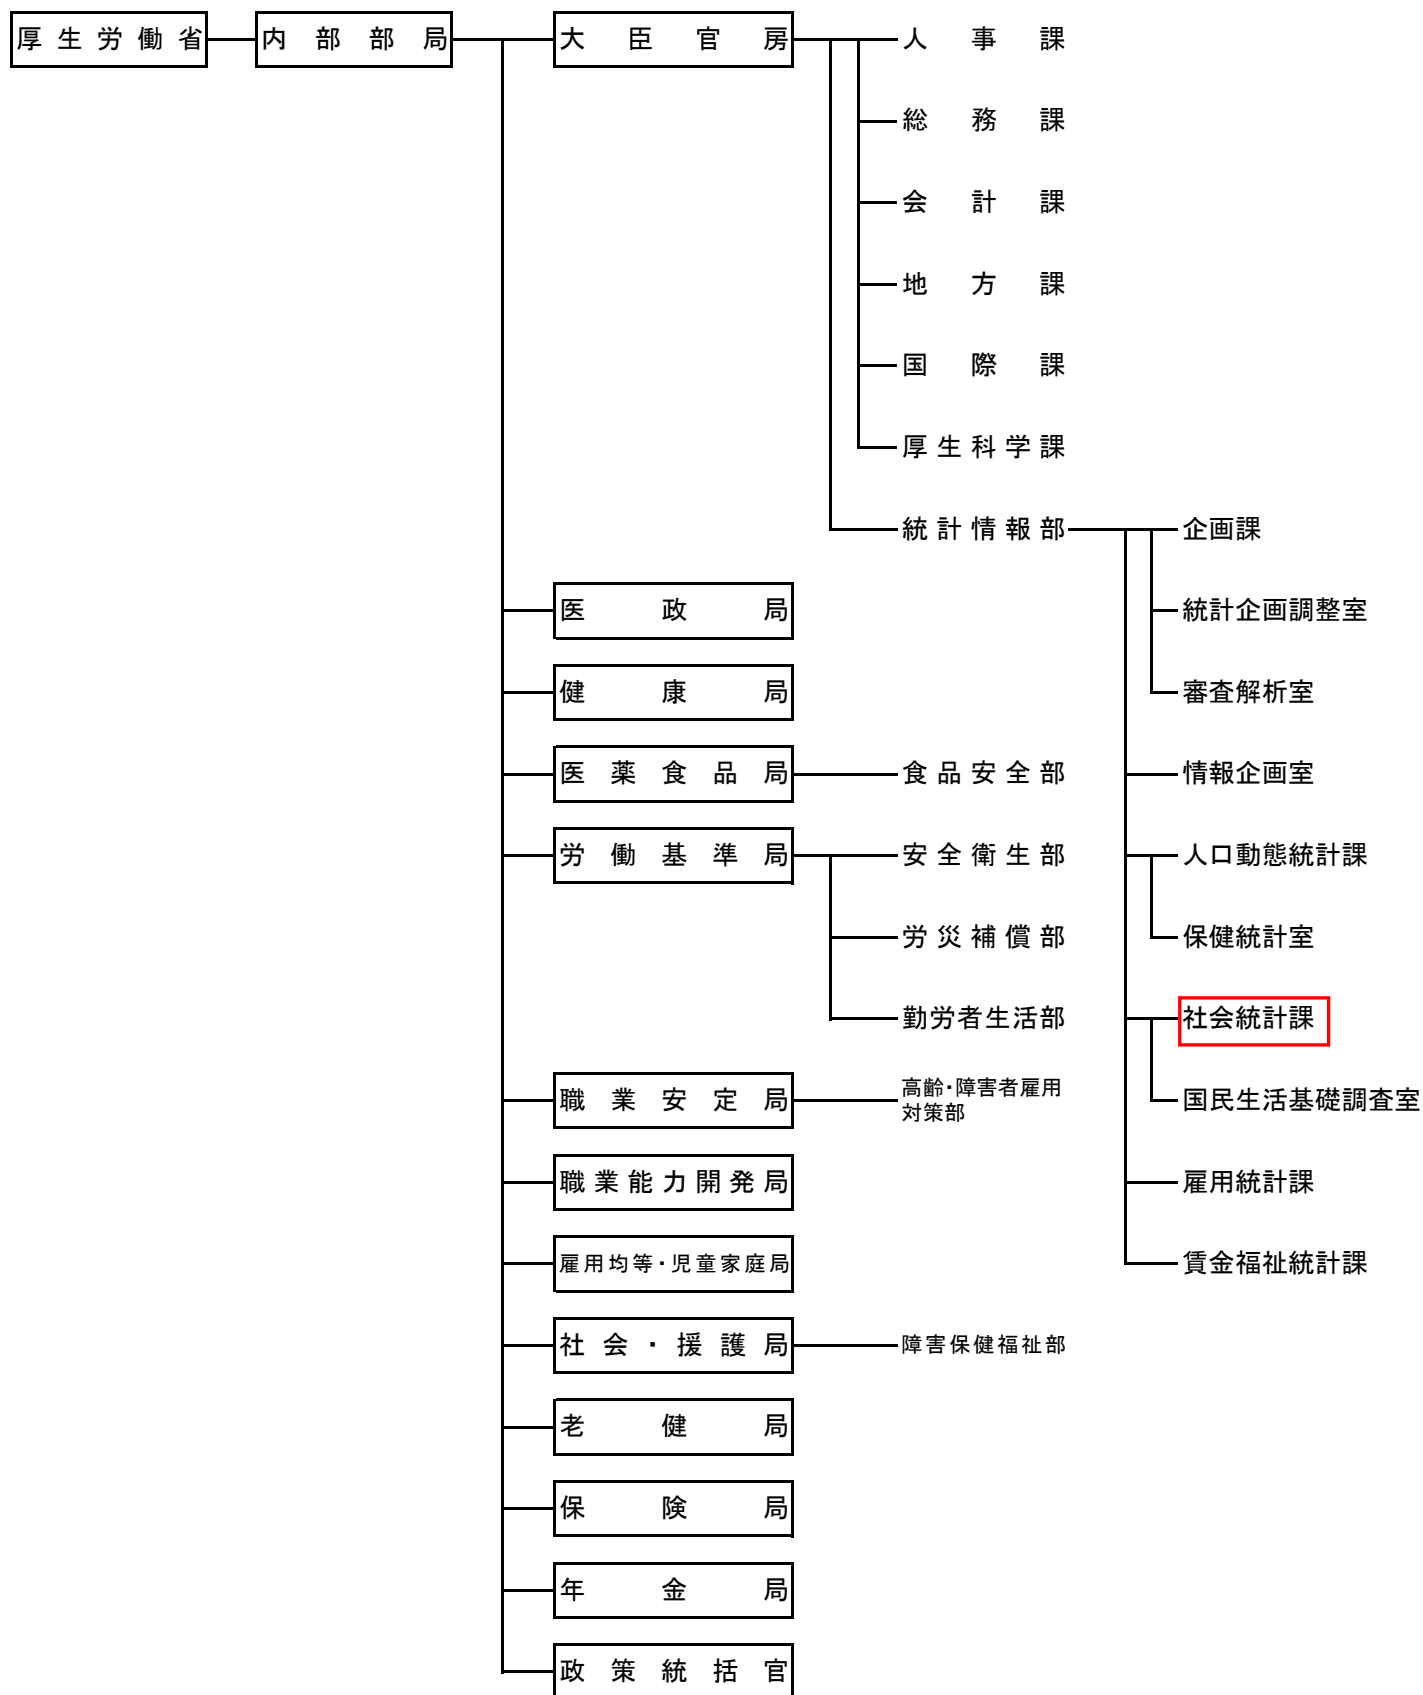 厚生労働省
内部部局
大臣官房
人事課
総務課
会計課
地方課
国際課
厚生科学課
統計情報部
企画課
統計企画調整室
審査解析室
情報企画室
人口動態統計課
保健統計室
社会統計課
国民生活基礎調査室
雇用統計課
賃金福祉統計課
医政局
健康局
医薬食品局
食品安全部
労働基準局
安全衛生部
労災補償部
勤労者生活部
職業安定局
高齢・障害者雇用
対策部
職業能力開発局
雇用均等・児童家庭局
社会・援護局
障害保健福祉部
老健局
保険局
年金局
政策統括官